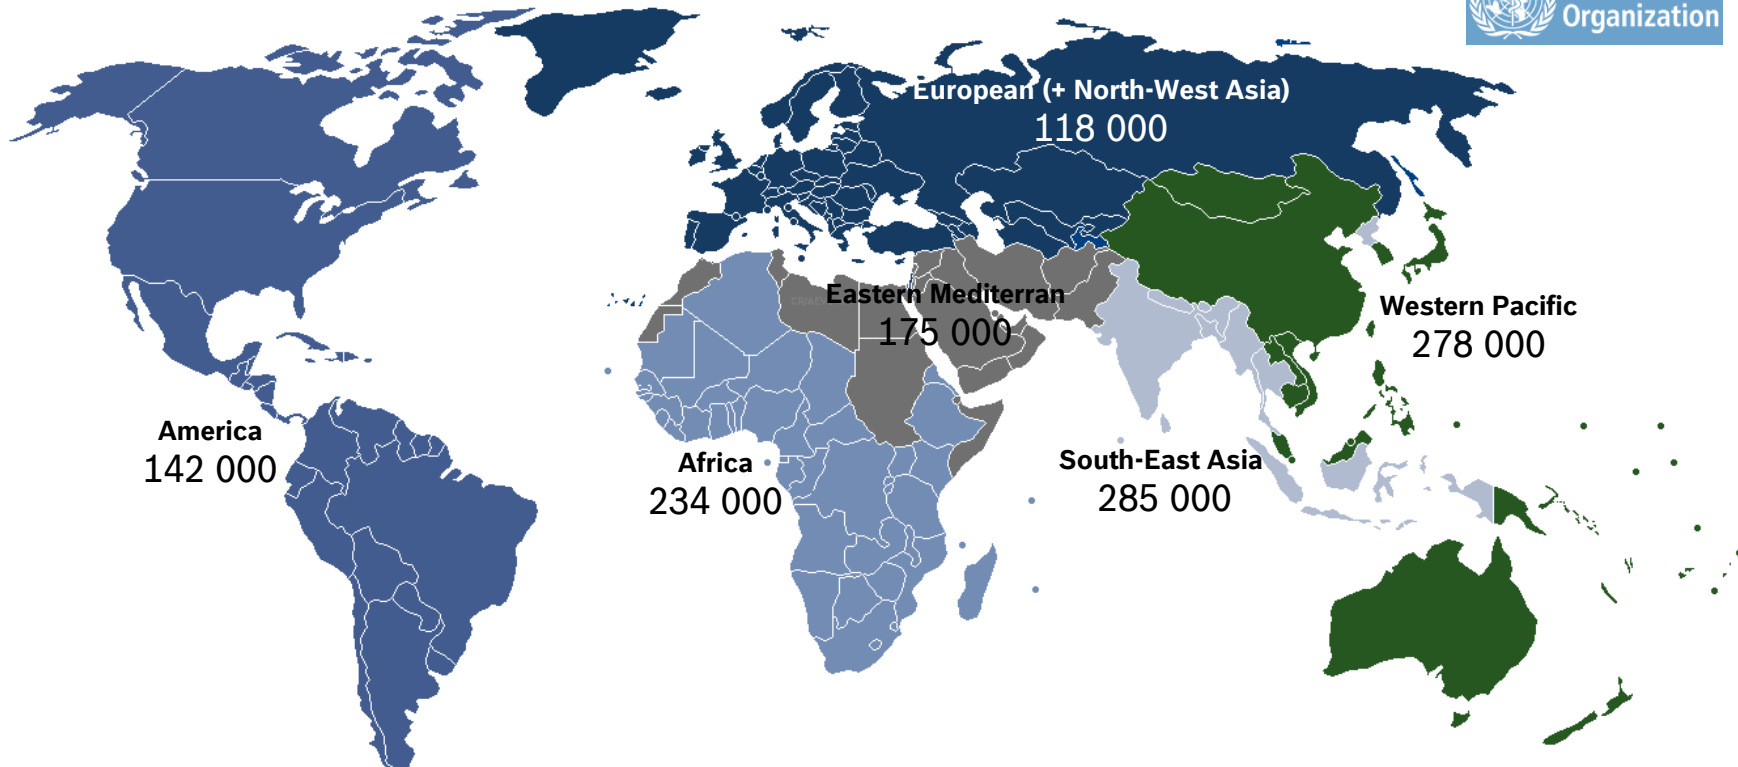 Organization
European (+ North-West Asia)
118 000
Eastern Mediterran
175 000
Western Pacific
278 000
America
142 000
Africa
234 000
South-East Asia
285 000